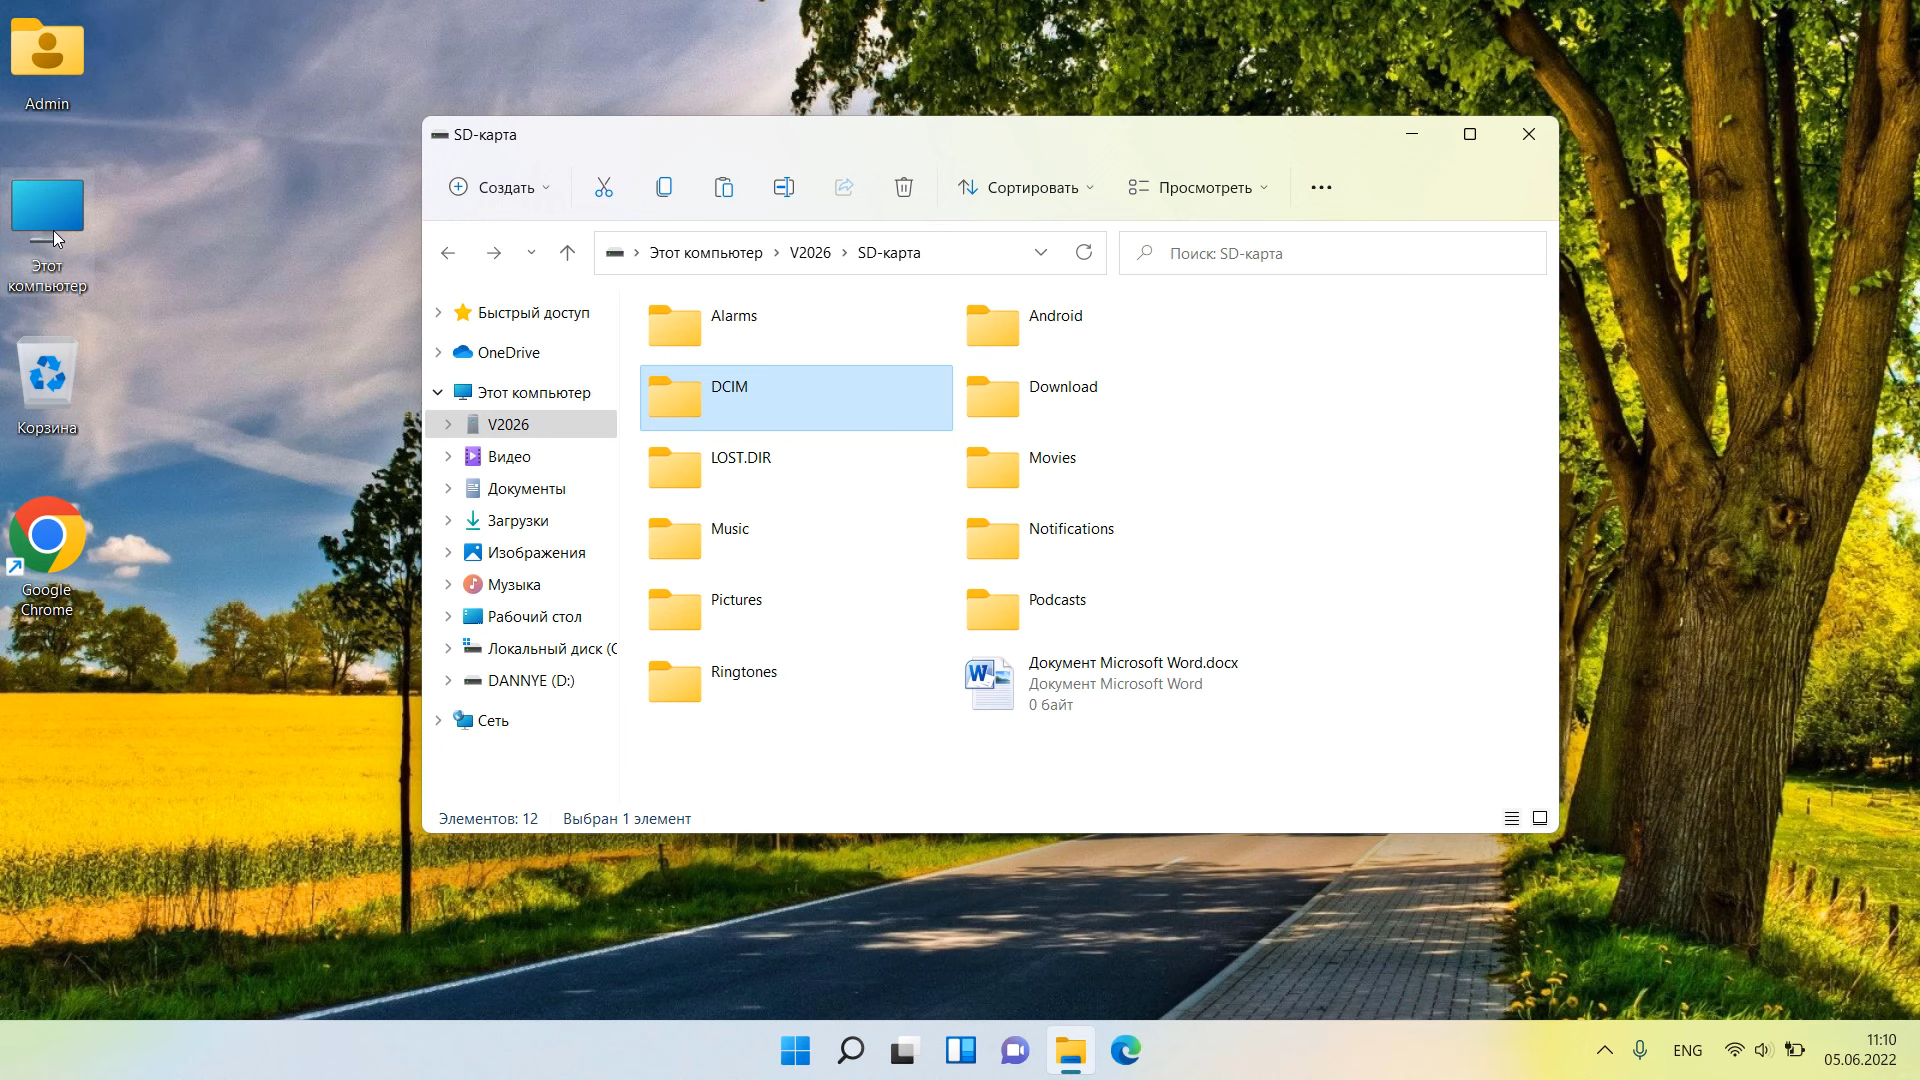 Admin
Этот
компьютер
Корзина
Google
Chrome
SD-карта
Создать
Сортировать
Просмотреть
Этот компьютер
V2026
SD-карта
Поиск: SD-карта
Быстрый доступ
OneDrive
Этот компьютер
V2026
Видео
Документы
Загрузки
Изображения
Музыка
Рабочий стол
Локальный диск (C
DANNYE (D:)
Сеть
Alarms
Android
DCIM
Download
LOST.DIR
Movies
Music
Notifications
Pictures
Podcasts
Ringtones
Документ Microsoft Word.docx
Документ Microsoft Word
0 байт
Элементов: 12
Выбран 1 элемент
ENG
11:10
05.06.2022